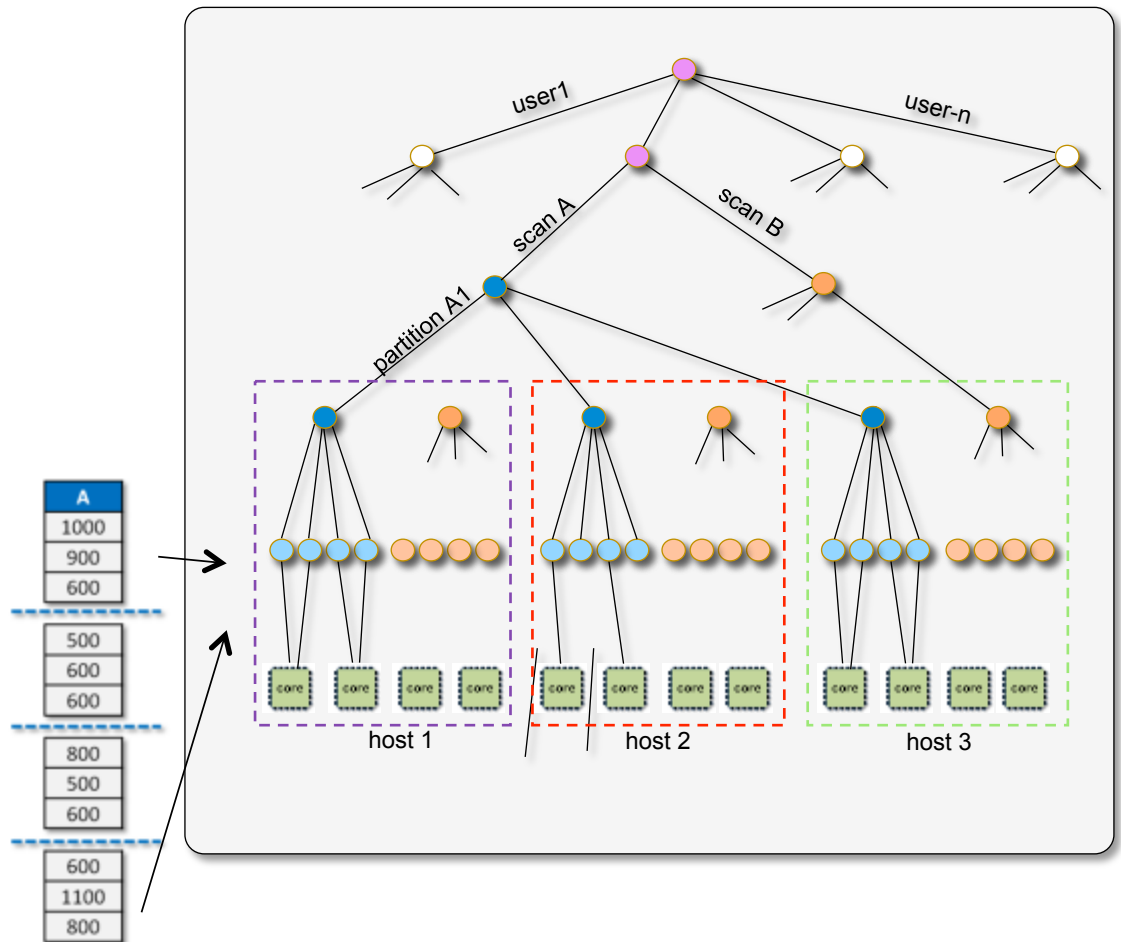 user1
user-n
scan A
scan B
partition A1
A
1000
900
600
500
600
600
800
500
600
600
1100
800
core core core core
core core core core
core core core core
host 1
host 2
host 3